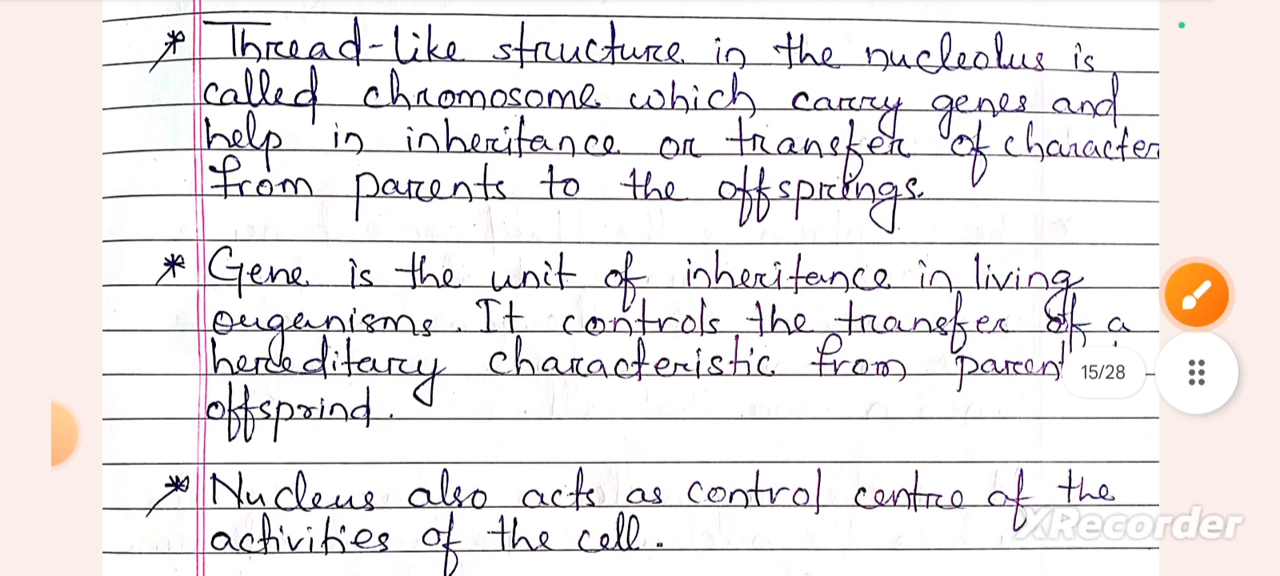 * Thread-like structure in the nucleolus is
called chromosome which carry genes and
help in inheritance or transfer of character
from parents to the offsprings.
* Gene is the unit of inheritance in living
ougenisms. It controls the transfer of a
hereditary characteristic from parent
15/28
offsprind.
* Nucleus also acts as control centre of the
activities of the cell.
XRecorder